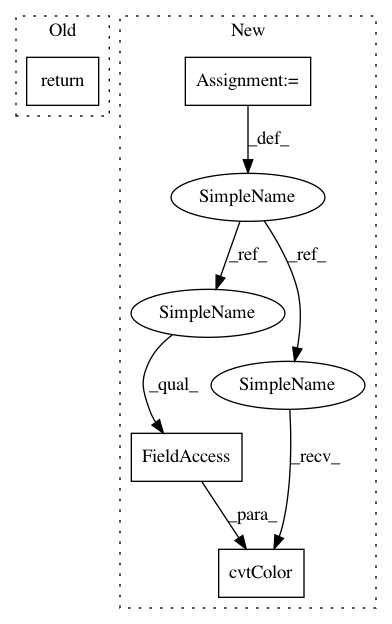 Old
New
return
Assignment:=
_def_
SimpleName
_ref_
_ref_
SimpleName
SimpleName
_qual_
_recv_
FieldAccess
_para_
cvtColor